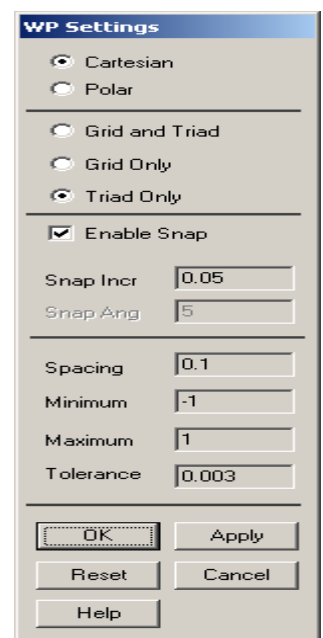 WP Settings
Cartesian
Polar
Grid and Triad
Grid Only
Triad Only
Enable Snap
Snap Incr 0.05
Snap Ang 5
Spacing 0.1
Minimum -1
Maximum 1
Tolerance 0.003
OK Apply
Reset Cancel
Help